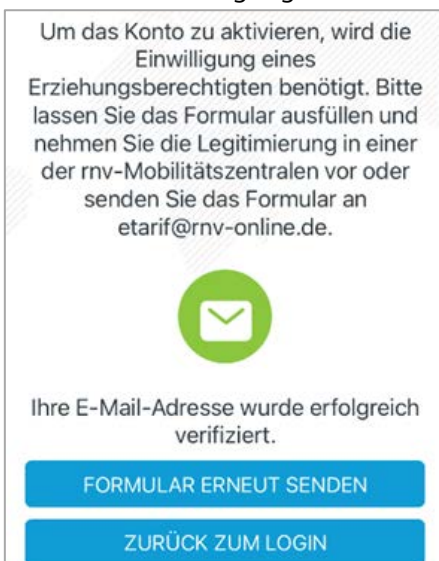 Um das Konto zu aktivieren, wird die
Einwilligung eines
Erziehungsberechtigten benötigt. Bitte
lassen Sie das Formular ausfüllen und
nehmen Sie die Legitimierung in einer
der rnv-Mobilitätszentralen vor oder
senden Sie das Formular an
etarif@rnv-online.de.
Ihre E-Mail-Adresse wurde erfolgreich
verifiziert.
FORMULAR ERNEUT SENDEN
ZURÜCK ZUM LOGIN